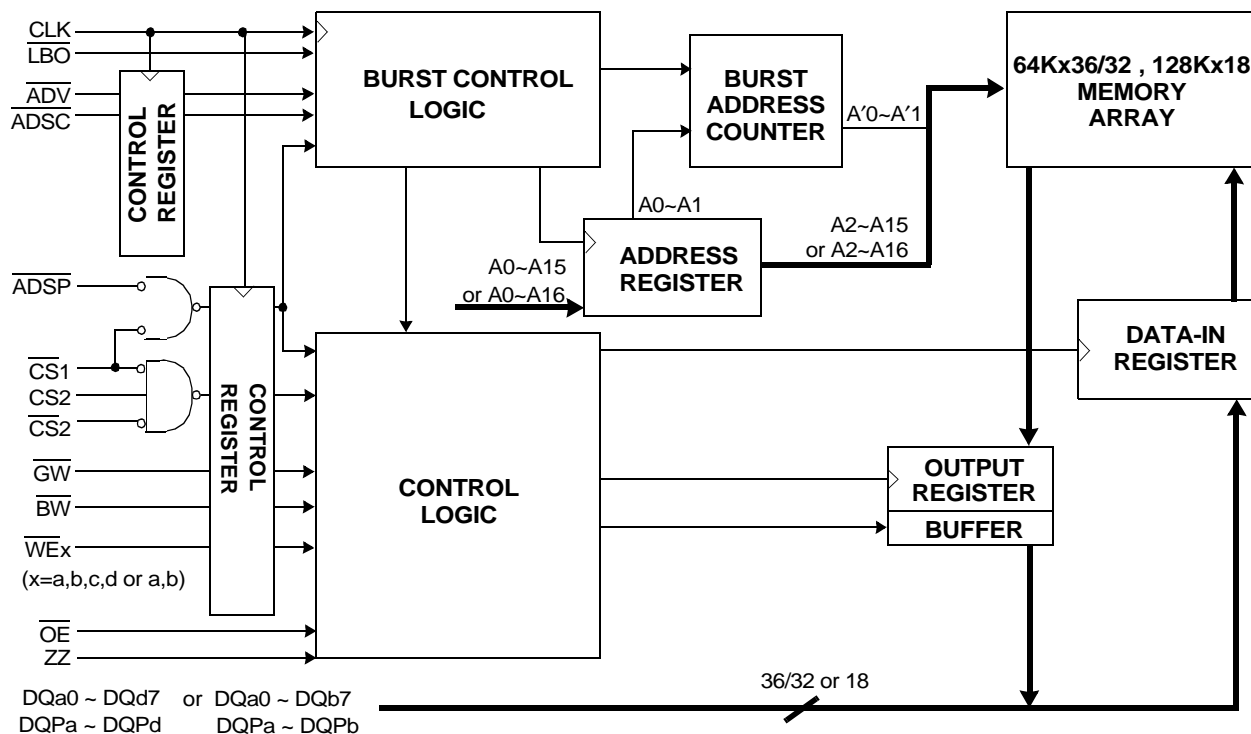 CLK
LBO
ADV
ADSC
CONTROL
REGISTER
BURST CONTROL
LOGIC
BURST
ADDRESS
COUNTER
A′0~A′1
64Kx36/32 , 128Kx18
MEMORY
ARRAY
A0~A1
A2~A15
or A2~A16
ADDRESS
REGISTER
A0~A15
or A0~A16
ADSP
CS1
CS2
CS2
CONTROL
REGISTER
GW
BW
WEx
(x=a,b,c,d or a,b)
OE
ZZ
CONTROL
LOGIC
DATA-IN
REGISTER
OUTPUT
REGISTER
BUFFER
DQa0 ~ DQd7 or DQa0 ~ DQb7
DQPa ~ DQPd DQPa ~ DQPb
36/32 or 18